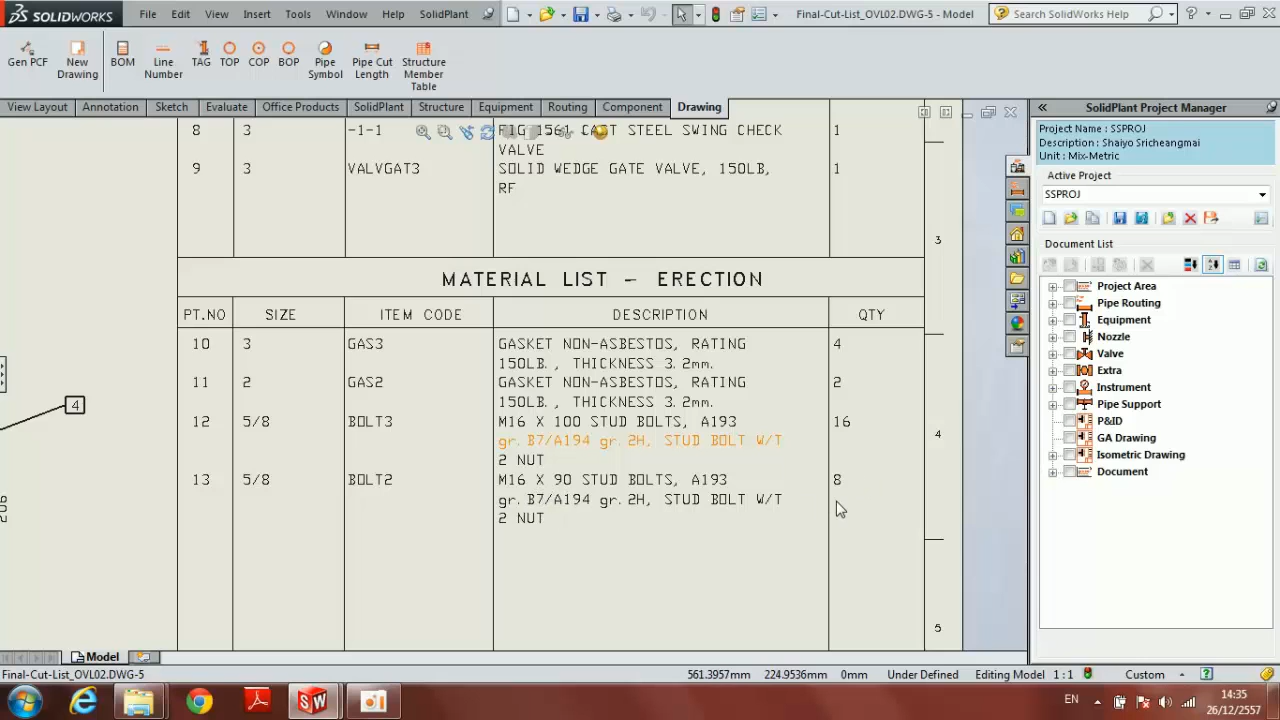 SOLIDWORKS File Edit View Insert Tools Window Help SolidPlant Final-Cut-List_OVL02.DWG-5 - Model Search SolidWorks Help
Gen PCF New Drawing BOM Line Number TAG TOP COP BOP Pipe Symbol Pipe Cut Length Structure Member Table
View Layout Annotation Sketch Evaluate Office Products SolidPlant Structure Equipment Routing Component Drawing
8 3 -1-1 FIG 1561 CAST STEEL SWING CHECK 1
VALVE
9 3 VALVGAT3 SOLID WEDGE GATE VALVE, 150LB, 1
RF
3
MATERIAL LIST - ERECTION
PT.NO SIZE ITEM CODE DESCRIPTION QTY
10 3 GAS3 GASKET NON-ASBESTOS, RATING 4
150LB., THICKNESS 3.2mm.
11 2 GAS2 GASKET NON-ASBESTOS, RATING 2
150LB., THICKNESS 3.2mm.
4
12 5/8 BOLT3 M16 X 100 STUD BOLTS, A193 16
gr. B7/A194 gr. 2H, STUD BOLT W/T
4
2 NUT
13 5/8 BOLT2 M16 X 90 STUD BOLTS, A193 8
gr. B7/A194 gr. 2H, STUD BOLT W/T
2 NUT
5
SolidPlant Project Manager
Project Name : SSPROJ
Description : Shaiyo Sricheangmai
Unit : Mix-Metric
Active Project
SSPROJ
Document List
Project Area
Pipe Routing
Equipment
Nozzle
Valve
Extra
Instrument
Pipe Support
P&ID
GA Drawing
Isometric Drawing
Document
Model
Final-Cut-List_OVL02.DWG-5 561.3957mm 224.9536mm 0mm Under Defined Editing Model 1 : 1 Custom
EN 14:35
26/12/2557